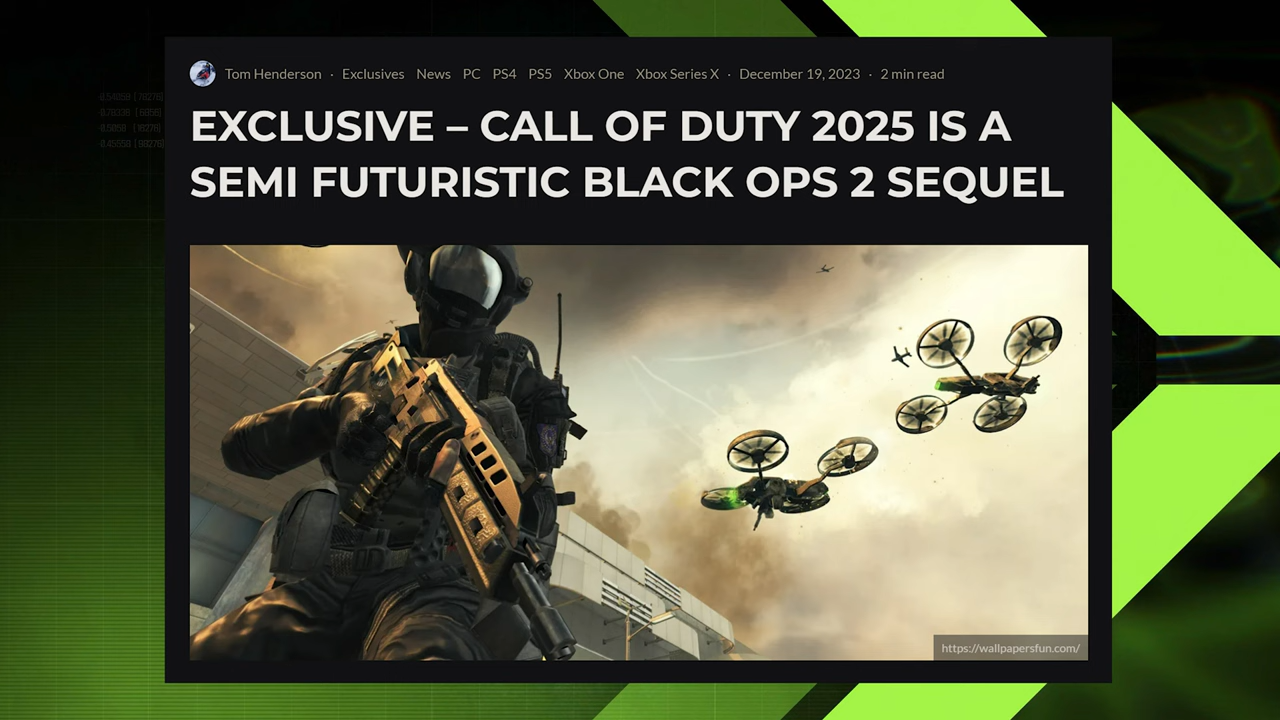 Tom Henderson · Exclusives News PC PS4 PS5 Xbox One Xbox Series X · December 19, 2023 · 2 min read
EXCLUSIVE – CALL OF DUTY 2025 IS A
SEMI FUTURISTIC BLACK OPS 2 SEQUEL
https://wallpapersfun.com/